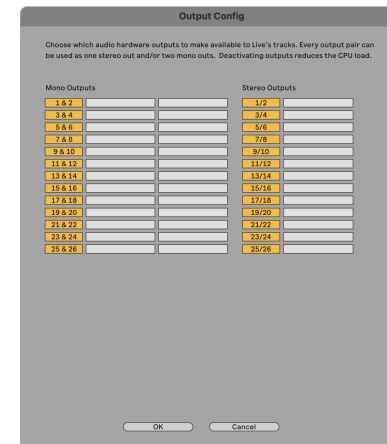 Output Config
Choose which audio hardware outputs to make available to Live's tracks. Every output pair can
be used as one stereo out and/or two mono outs. Deactivating outputs reduces the CPU load.
Mono Outputs Stereo Outputs
1 & 2 1/2
3 & 4 3/4
5 & 6 5/6
7 & 8 7/8
9 & 10 9/10
11 & 12 11/12
13 & 14 13/14
15 & 16 15/16
17 & 18 17/18
19 & 20 19/20
21 & 22 21/22
23 & 24 23/24
25 & 26 25/26
OK Cancel